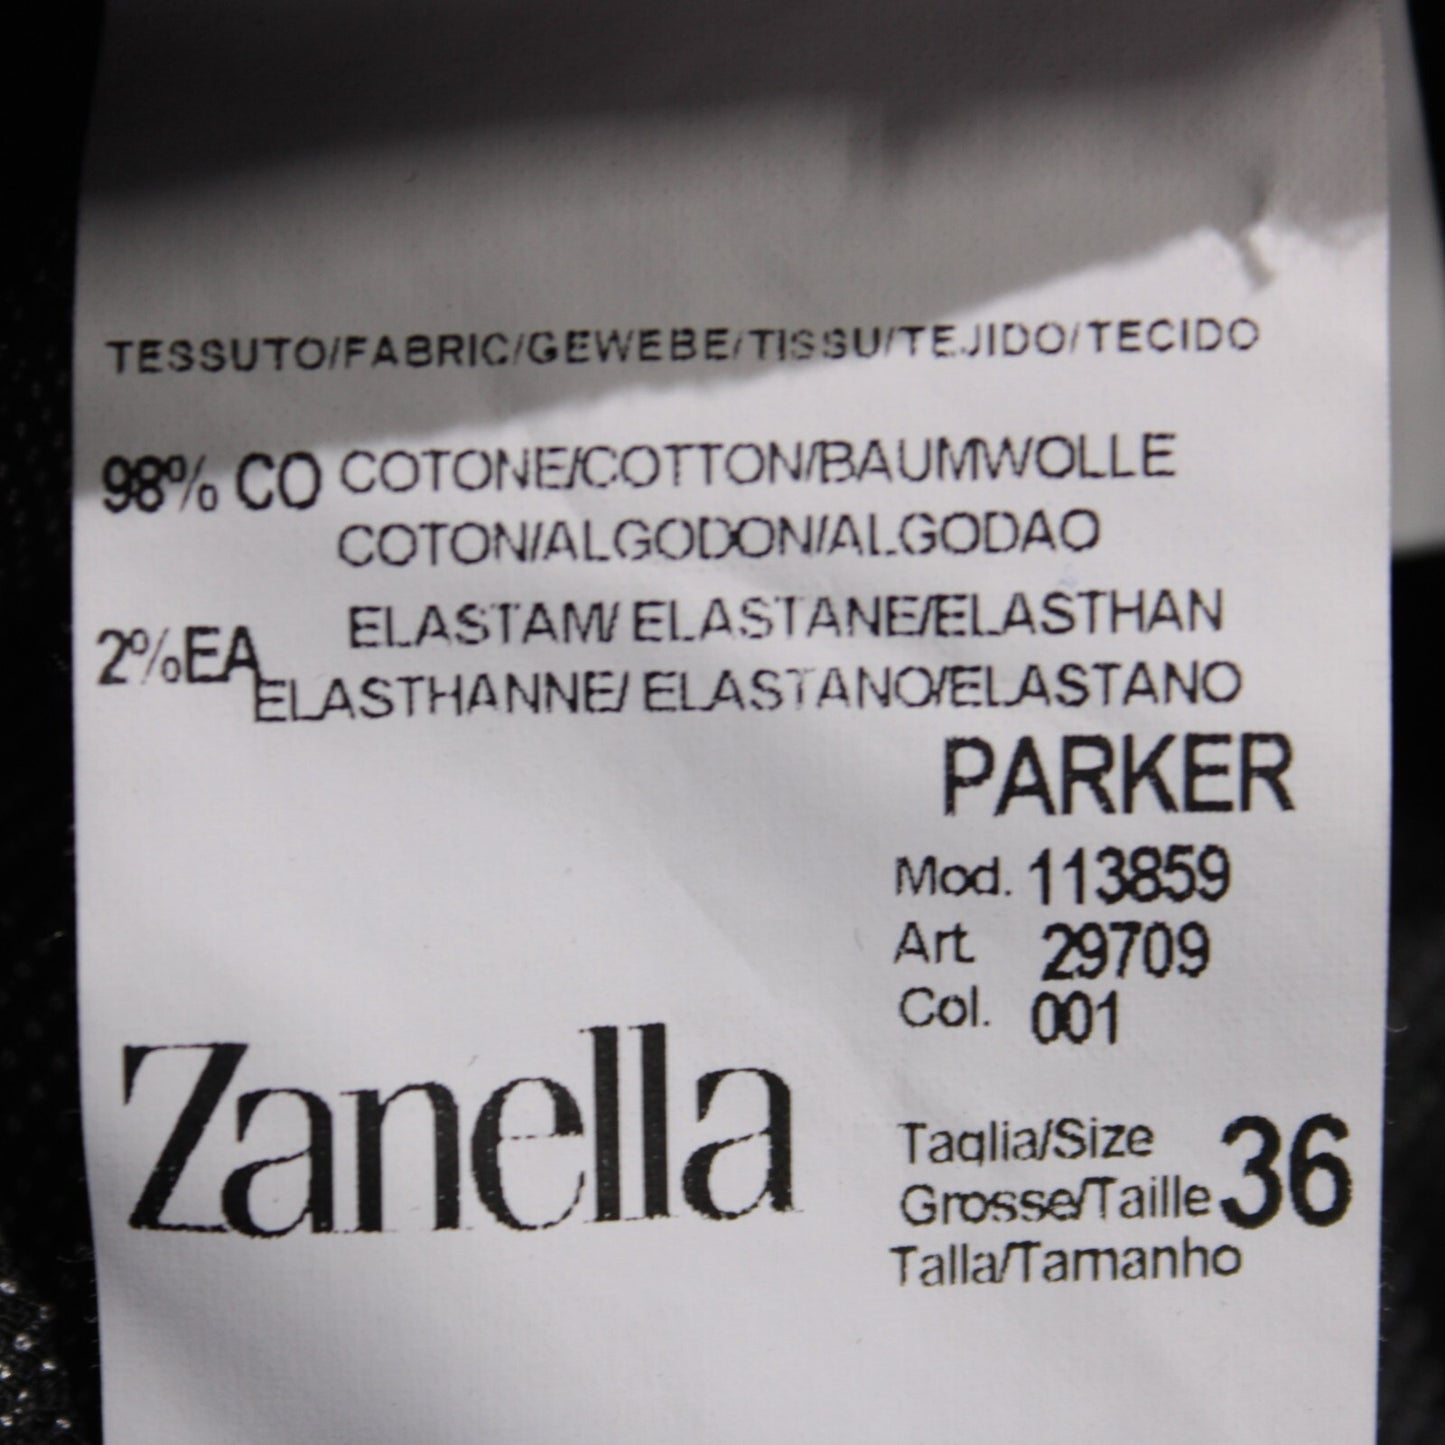 TESSUTO/FABRIC/GEWEBE/TISSU/TEJIDO/TECIDO
98% CO COTONE/COTTON/BAUMWOLLE
COTON/ALGODON/ALGODAO
2%EA ELASTAM/ ELASTANE/ELASTHAN
ELASTHANNE/ ELASTANO/ELASTANO
PARKER
Mod. 113859
Art. 29709
Col. 001
Zanella
Taglia/Size
Grosse/Taille 36
Talla/Tamanho